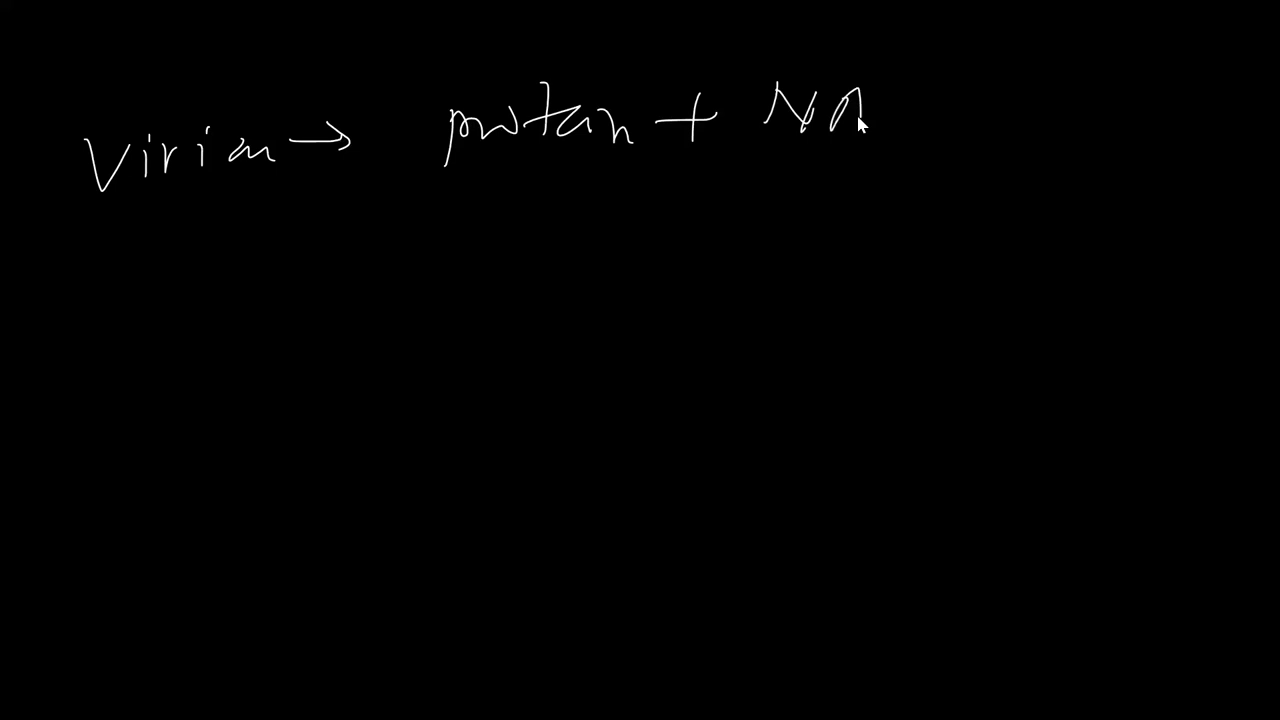 Virion → protein + NA